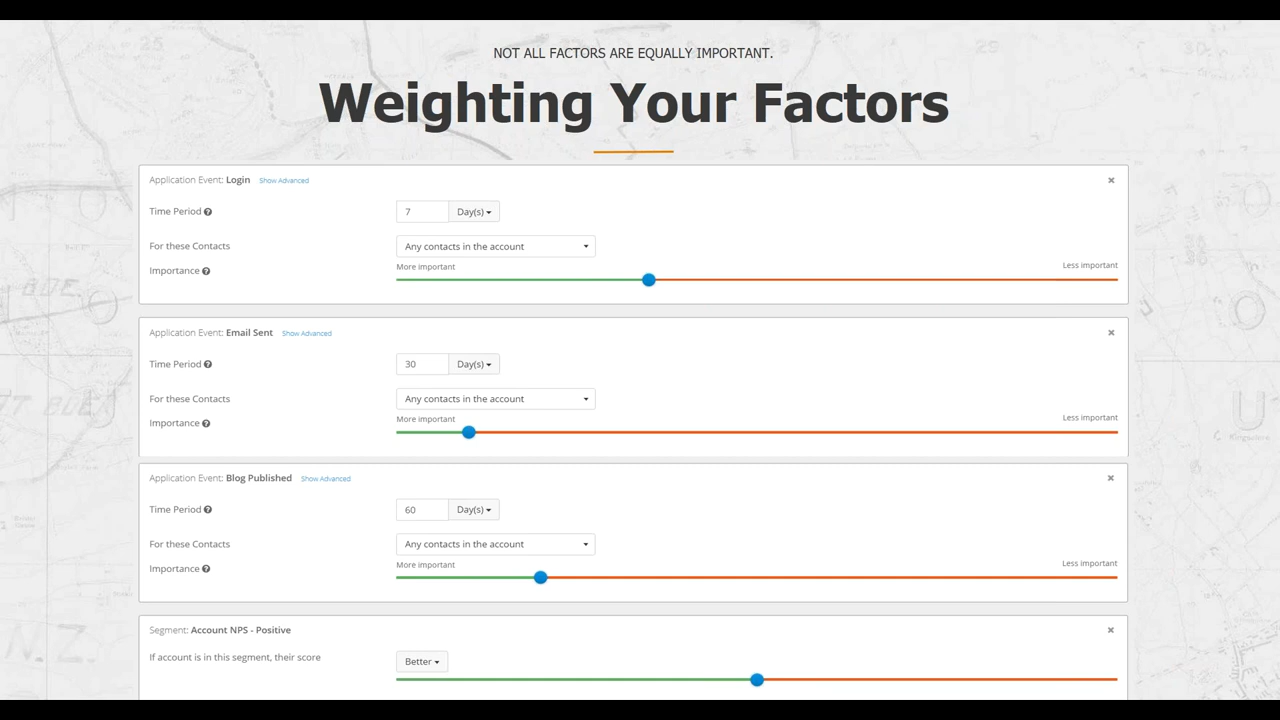 NOT ALL FACTORS ARE EQUALLY IMPORTANT.
Weighting Your Factors
Application Event: Login Show Advanced
Time Period
7 Day(s)
For these Contacts
Any contacts in the account
Importance
More important
Less important
Application Event: Email Sent Show Advanced
Time Period
30 Day(s)
For these Contacts
Any contacts in the account
Importance
More important
Less important
Application Event: Blog Published Show Advanced
Time Period
60 Day(s)
For these Contacts
Any contacts in the account
Importance
More important
Less important
Segment: Account NPS - Positive
If account is in this segment, their score
Better